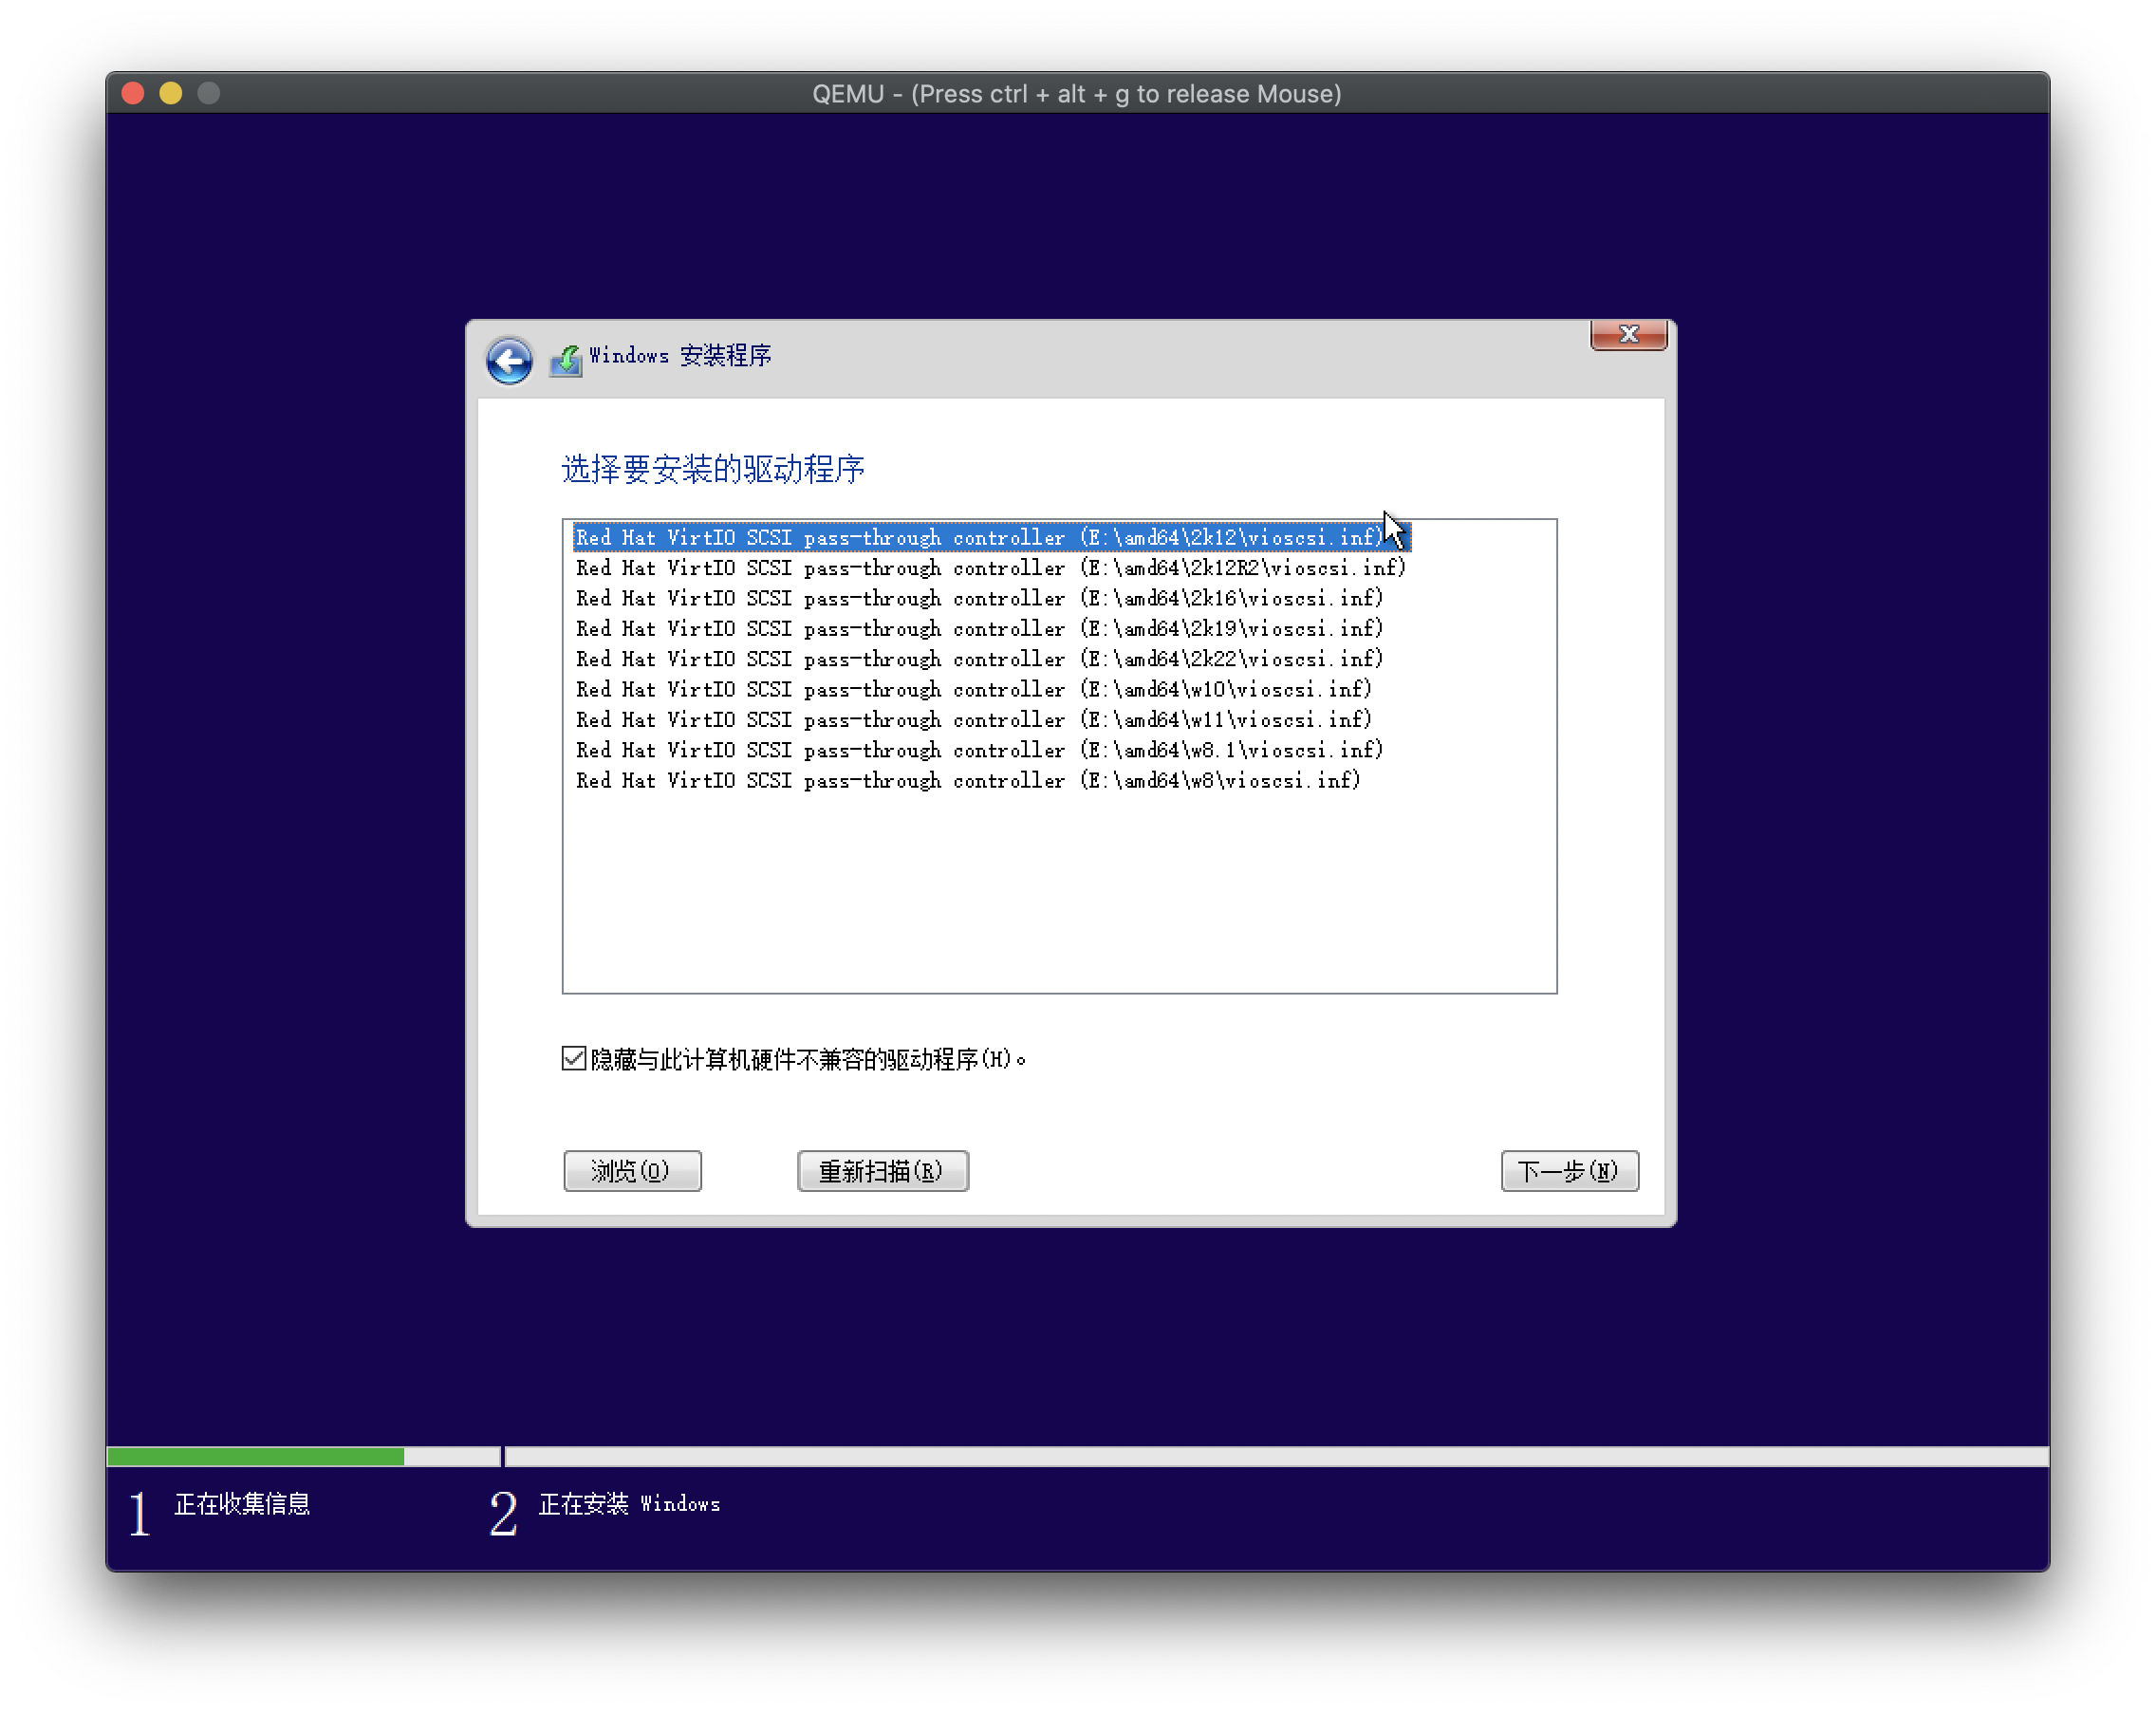 QEMU - (Press ctrl + alt + g to release Mouse)
Windows 安装程序
选择要安装的驱动程序
Red Hat VirtIO SCSI pass-through controller (E:\amd64\2k12\vioscsi.inf)
Red Hat VirtIO SCSI pass-through controller (E:\amd64\2k12R2\vioscsi.inf)
Red Hat VirtIO SCSI pass-through controller (E:\amd64\2k16\vioscsi.inf)
Red Hat VirtIO SCSI pass-through controller (E:\amd64\2k19\vioscsi.inf)
Red Hat VirtIO SCSI pass-through controller (E:\amd64\2k22\vioscsi.inf)
Red Hat VirtIO SCSI pass-through controller (E:\amd64\w10\vioscsi.inf)
Red Hat VirtIO SCSI pass-through controller (E:\amd64\w11\vioscsi.inf)
Red Hat VirtIO SCSI pass-through controller (E:\amd64\w8.1\vioscsi.inf)
Red Hat VirtIO SCSI pass-through controller (E:\amd64\w8\vioscsi.inf)
隐藏与此计算机硬件不兼容的驱动程序(H)。
浏览(O) 重新扫描(R) 下一步(N)
1 正在收集信息 2 正在安装 Windows